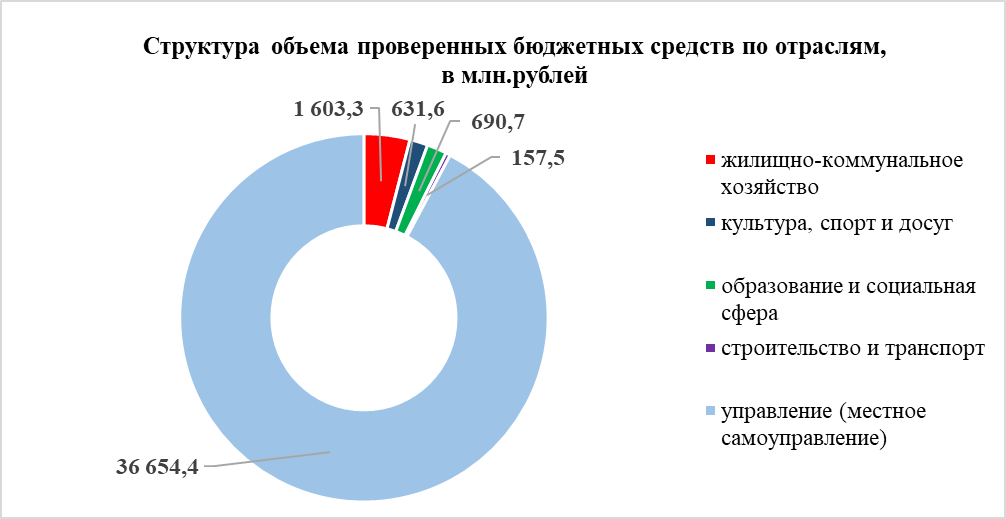 Структура объема проверенных бюджетных средств по отраслям,
в млн.рублей
1 603,3
631,6
690,7
157,5
36 654,4
жилищно-коммунальное
хозяйство
культура, спорт и досуг
образование и социальная
сфера
строительство и транспорт
управление (местное
самоуправление)